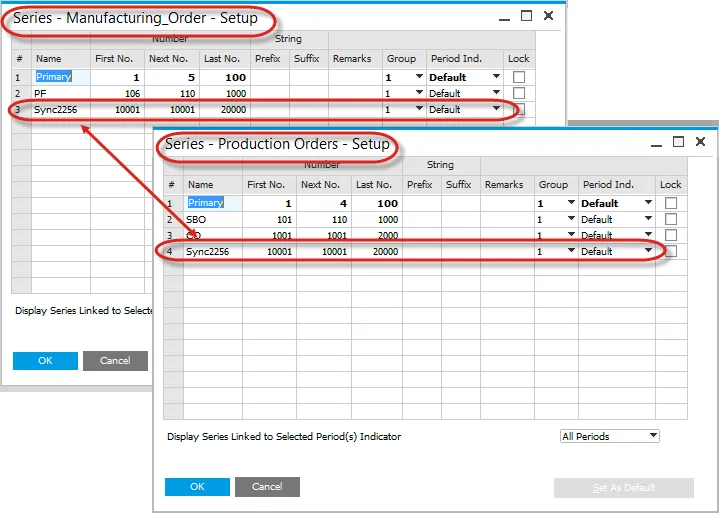 Series - Manufacturing_Order - Setup
Number String
# Name First No. Next No. Last No. Prefix Suffix Remarks Group Period Ind. Lock
1 Primary 1 5 100 1 Default
2 PF 106 110 1000 1 Default
3 Sync2256 10001 10001 20000 1 Default
Display Series Linked to Selecte
OK Cancel
Series - Production Orders - Setup
Number String
# Name First No. Next No. Last No. Prefix Suffix Remarks Group Period Ind. Lock
1 Primary 1 4 100 1 Default
2 SBO 101 110 1000 1 Default
3 1001 1001 2000 1 Default
4 Sync2256 10001 10001 20000 1 Default
Display Series Linked to Selected Period(s) Indicator All Periods
OK Cancel Set As Default